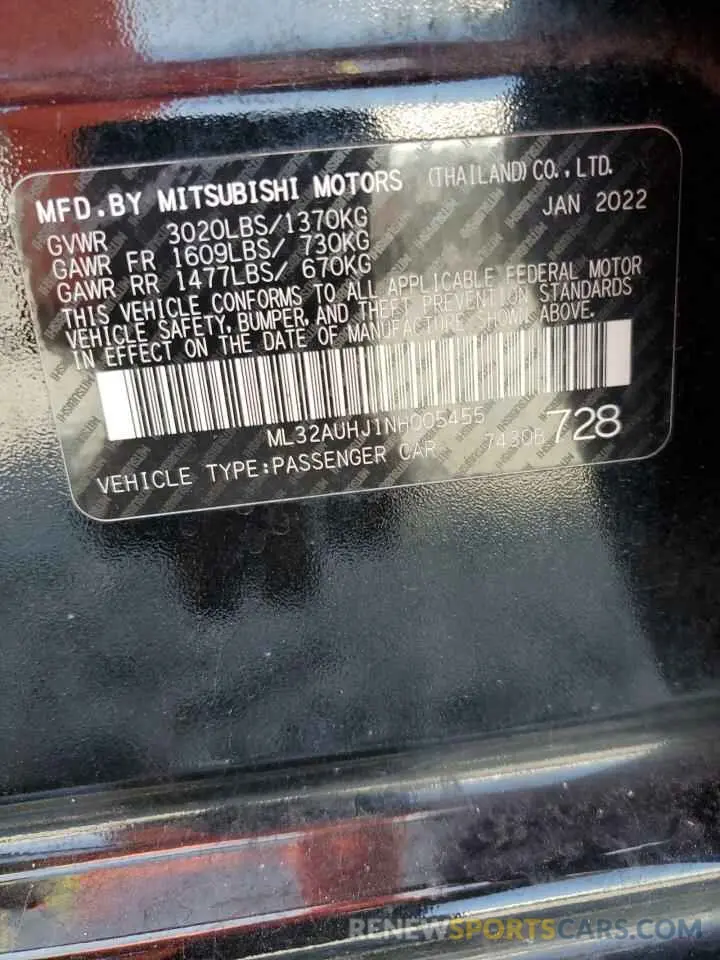 MFD.BY MITSUBISHI MOTORS (THAILAND)CO.,LTD.
GVWR 3020LBS/1370KG JAN 2022
GAWR FR 1609LBS/ 730KG
GAWR RR 1477LBS/ 670KG
THIS VEHICLE CONFORMS TO ALL APPLICABLE FEDERAL MOTOR
VEHICLE SAFETY, BUMPER, AND THEFT PREVENTION STANDARDS
IN EFFECT ON THE DATE OF MANUFACTURE SHOWN ABOVE.
ML32AUHJ1NH005455
VEHICLE TYPE:PASSENGER CAR 7430B 728
RENEWSPORTSCARS.COM